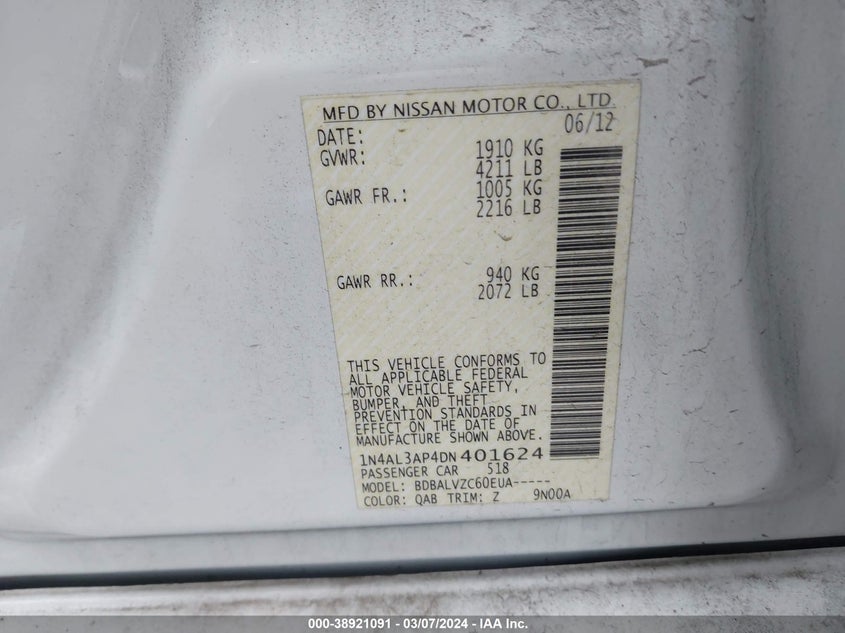 MFD BY NISSAN MOTOR CO., LTD.
DATE: 06/12
GVWR: 1910 KG
4211 LB
GAWR FR.: 1005 KG
2216 LB
GAWR RR.: 940 KG
2072 LB
THIS VEHICLE CONFORMS TO
ALL APPLICABLE FEDERAL
MOTOR VEHICLE SAFETY,
BUMPER, AND THEFT
PREVENTION STANDARDS IN
EFFECT ON THE DATE OF
MANUFACTURE SHOWN ABOVE.
1N4AL3AP4DN401624
PASSENGER CAR 518
MODEL: BDBALVZC60EUA-----
COLOR: QAB TRIM: Z 9N00A
000-38921091 - 03/07/2024 - IAA Inc.